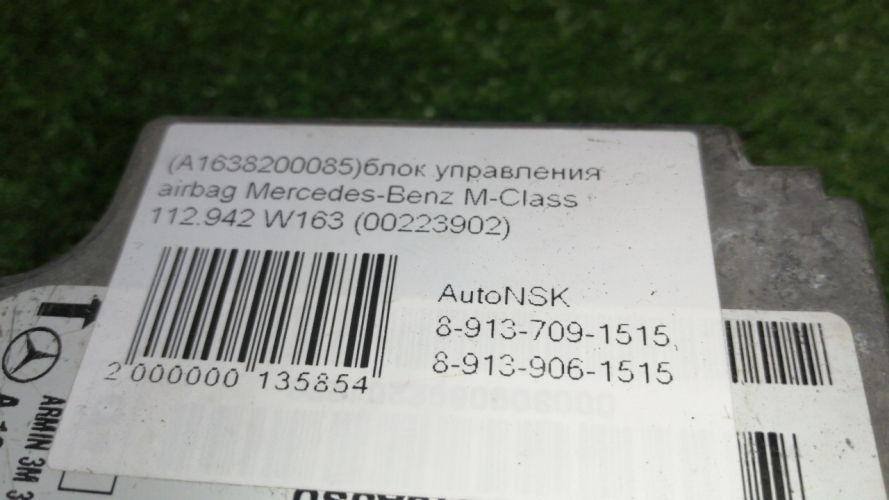 (A1638200085)блок управления
airbag Mercedes-Benz M-Class
112.942 W163 (00223902)
AutoNSK
8-913-709-1515,
8-913-906-1515
2 000000 135854
ARMIN 3M